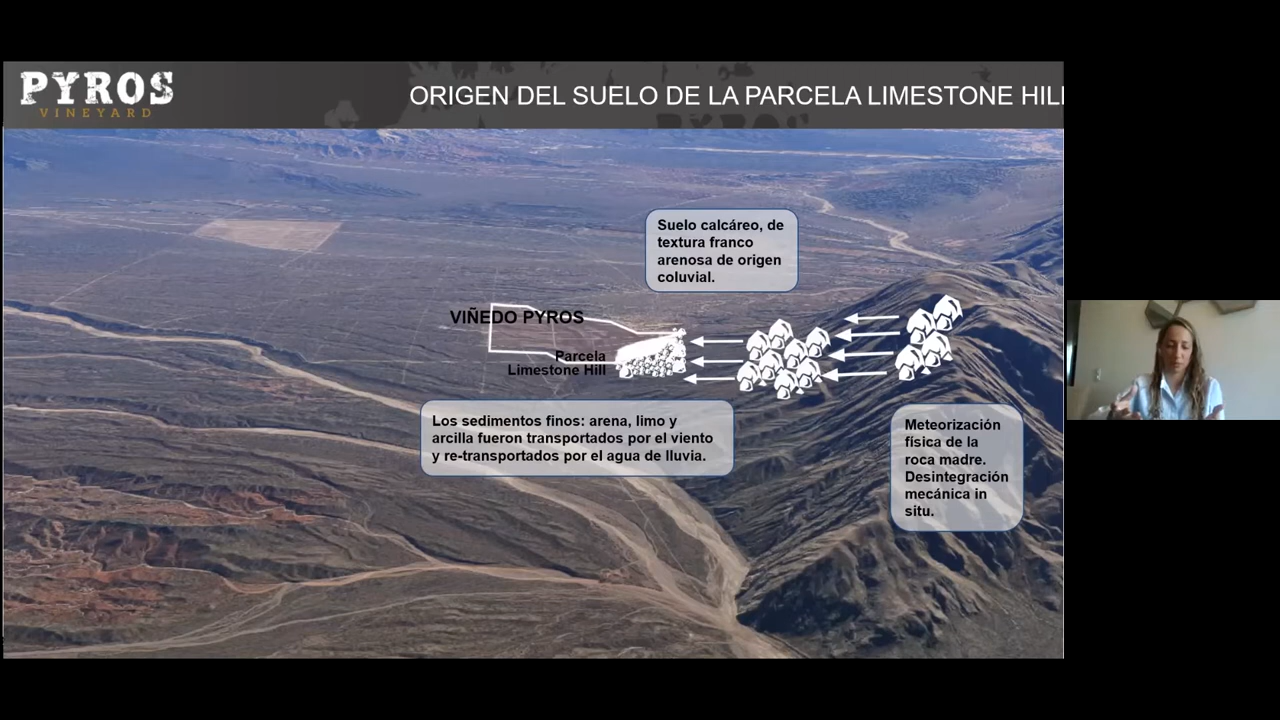 PYROS
VINEYARD
ORIGEN DEL SUELO DE LA PARCELA LIMESTONE HILL
Suelo calcáreo, de
textura franco
arenosa de origen
coluvial.
VIÑEDO PYROS
Parcela
Limestone Hill
Los sedimentos finos: arena, limo y
arcilla fueron transportados por el viento
y re-transportados por el agua de lluvia.
Meteorización
física de la
roca madre.
Desintegración
mecánica in
situ.